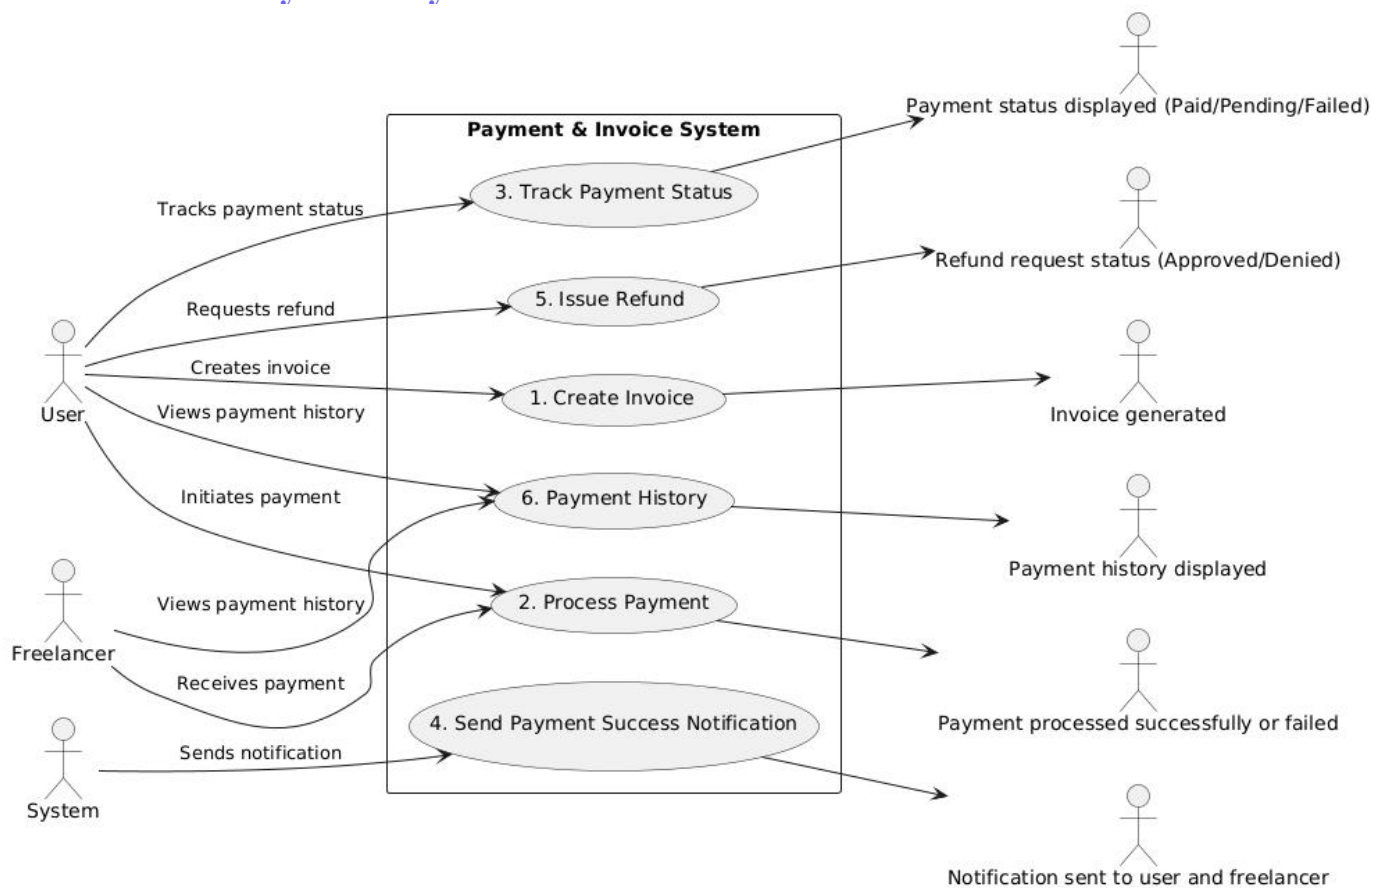 Payment status displayed (Paid/Pending/Failed)
Payment & Invoice System
3. Track Payment Status
Tracks payment status
Refund request status (Approved/Denied)
5. Issue Refund
Requests refund
Creates invoice
1. Create Invoice
User
Views payment history
Invoice generated
6. Payment History
Initiates payment
Payment history displayed
Views payment history
2. Process Payment
Freelancer
Receives payment
Payment processed successfully or failed
4. Send Payment Success Notification
Sends notification
System
Notification sent to user and freelancer